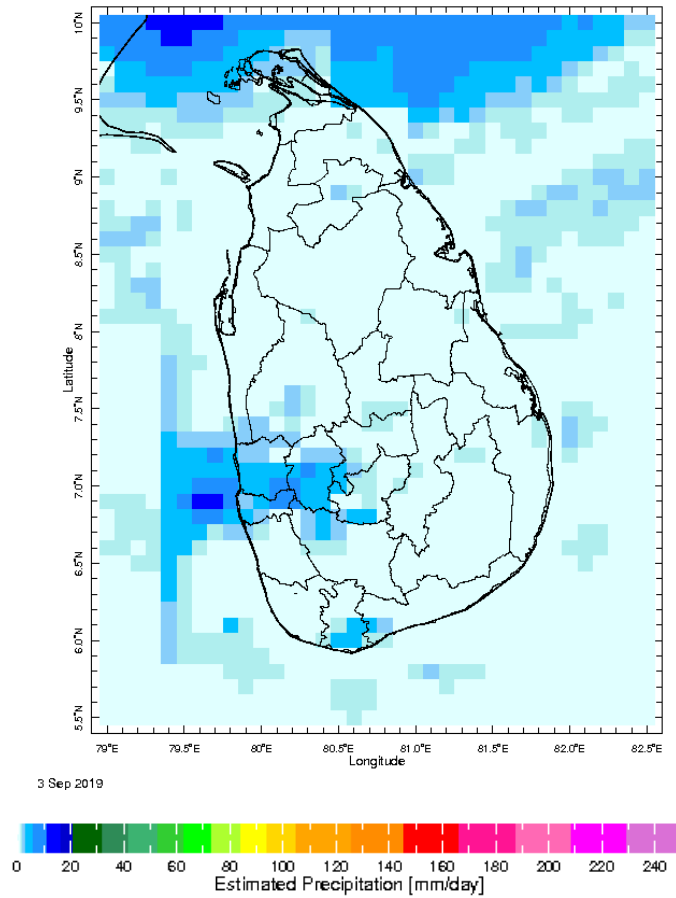 10°N
9.5°N
9°N
8.5°N
8°N
7.5°N
7.0°N
6.5°N
6.0°N
5.5°N
Latitude
79°E 79.5°E 80°E 80.5°E 81.0°E 81.5°E 82.0°E 82.5°E
Longitude
3 Sep 2019
0 20 40 60 80 100 120 140 160 180 200 220 240
Estimated Precipitation [mm/day]